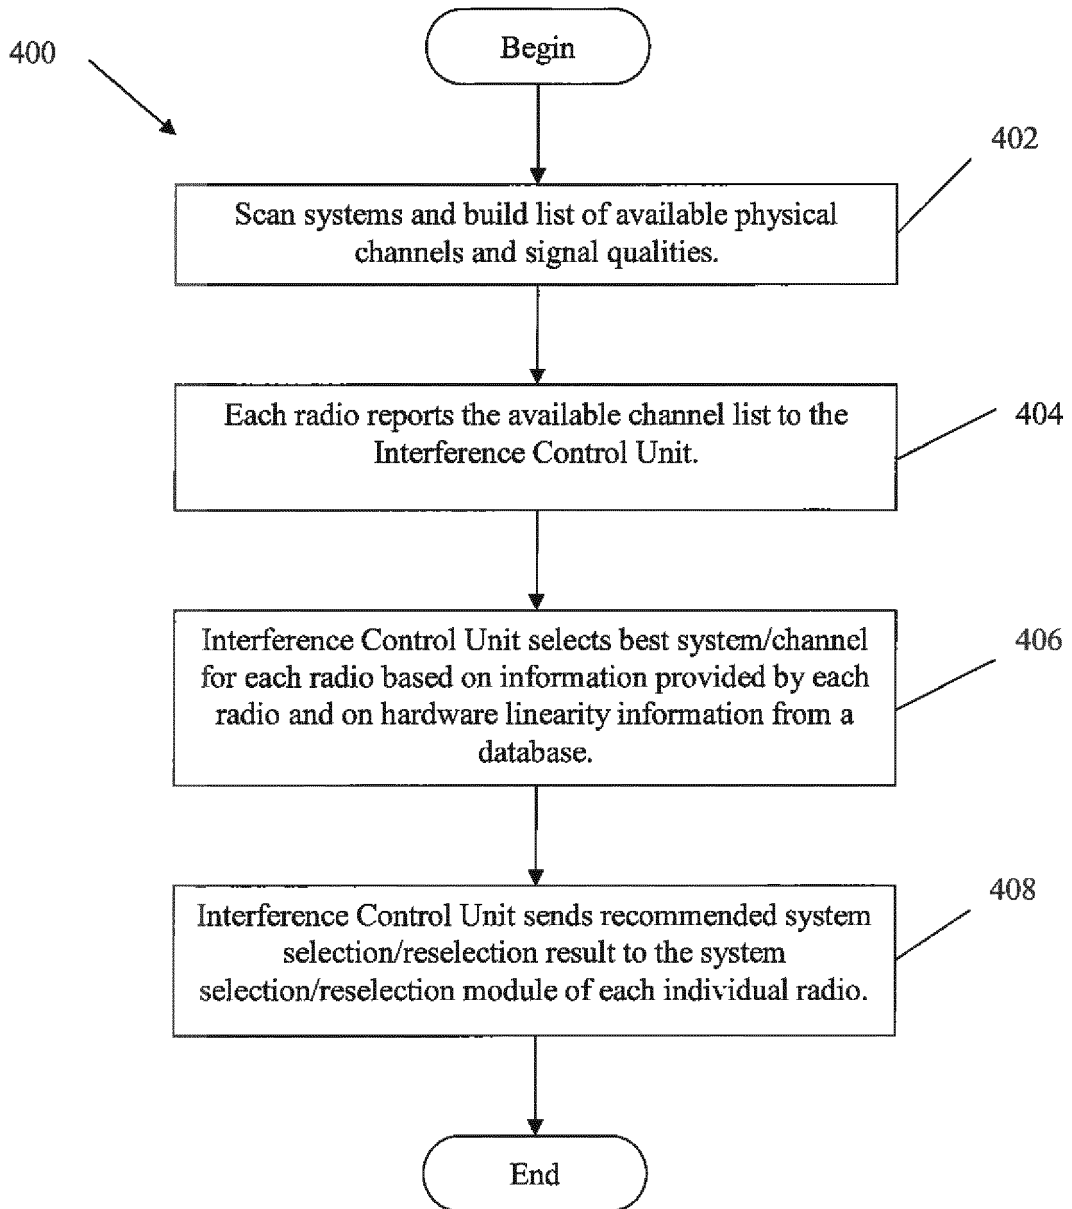 Begin
400
402
Scan systems and build list of available physical
channels and signal qualities.
Each radio reports the available channel list to the
Interference Control Unit.
404
Interference Control Unit selects best system/channel
for each radio based on information provided by each
radio and on hardware linearity information from a
database.
406
Interference Control Unit sends recommended system
selection/reselection result to the system
selection/reselection module of each individual radio.
408
End